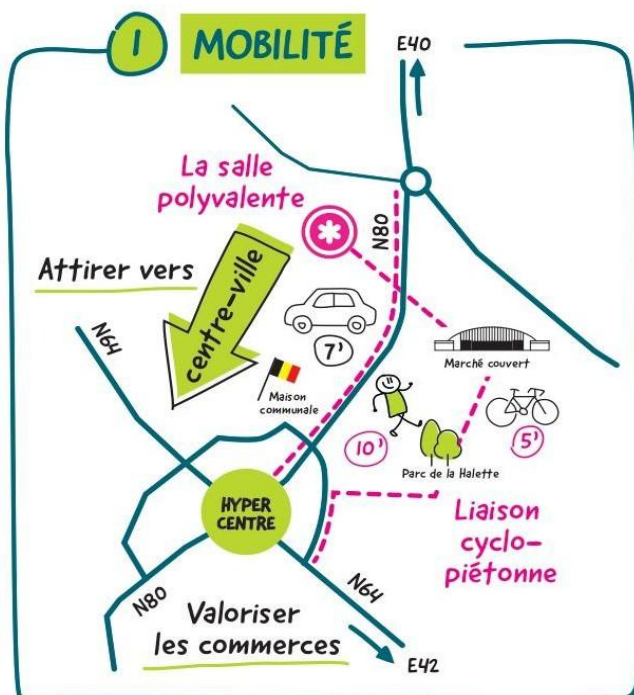 1 MOBILITÉ
E40
La salle
polyvalente
N80
Attirer vers
centre-ville
N64
7'
Marché couvert
Maison
communale
10'
5'
Parc de la Halette
HYPER
CENTRE
Liaison
cyclo-
piétonne
N80
N64
Valoriser
les commerces
E42